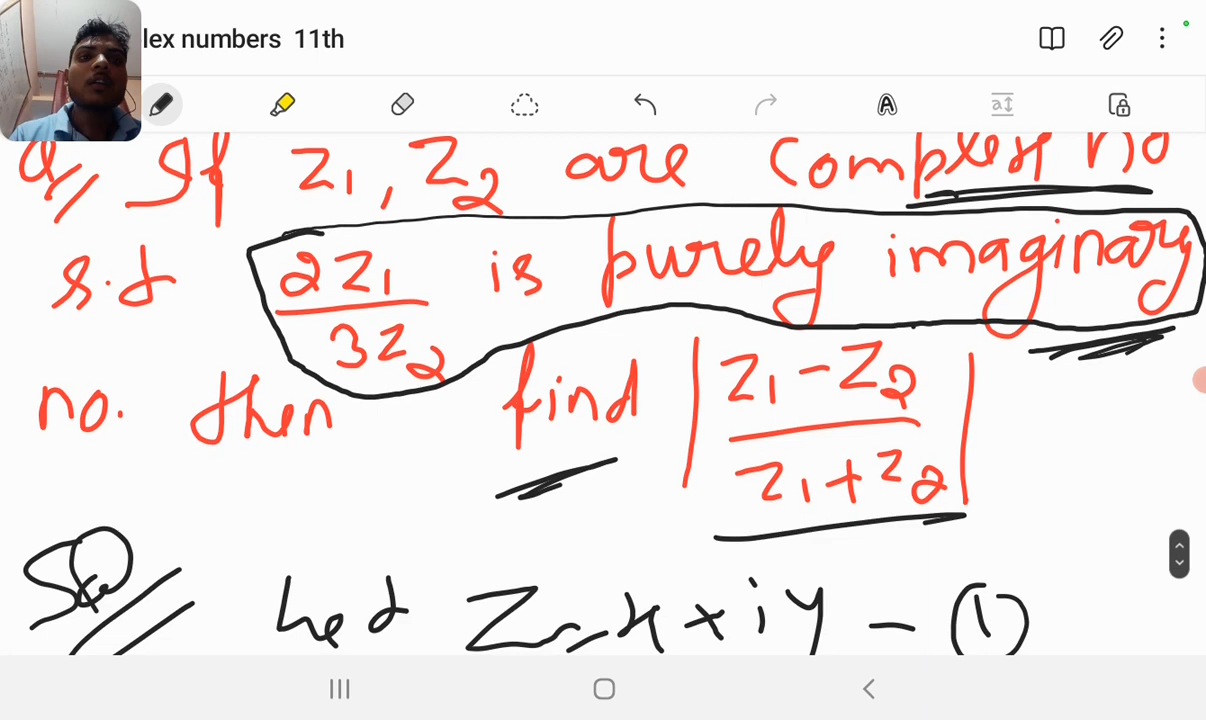 lex numbers 11th
Q// If z1, z2 are complex no
s.t 2z1/3z2 is purely imaginary
no. then find |z1-z2/z1+z2|
Sol// Let z = x + iy - (1)